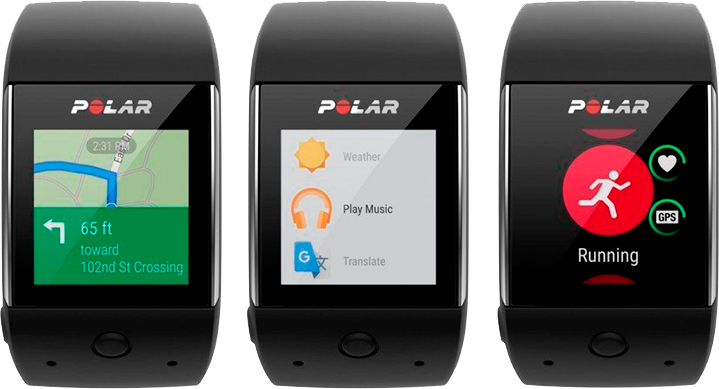 POLAR
2:31 PM
65 ft
toward
102nd St Crossing
POLAR
Weather
Play Music
G
Translate
POLAR
GPS
Running